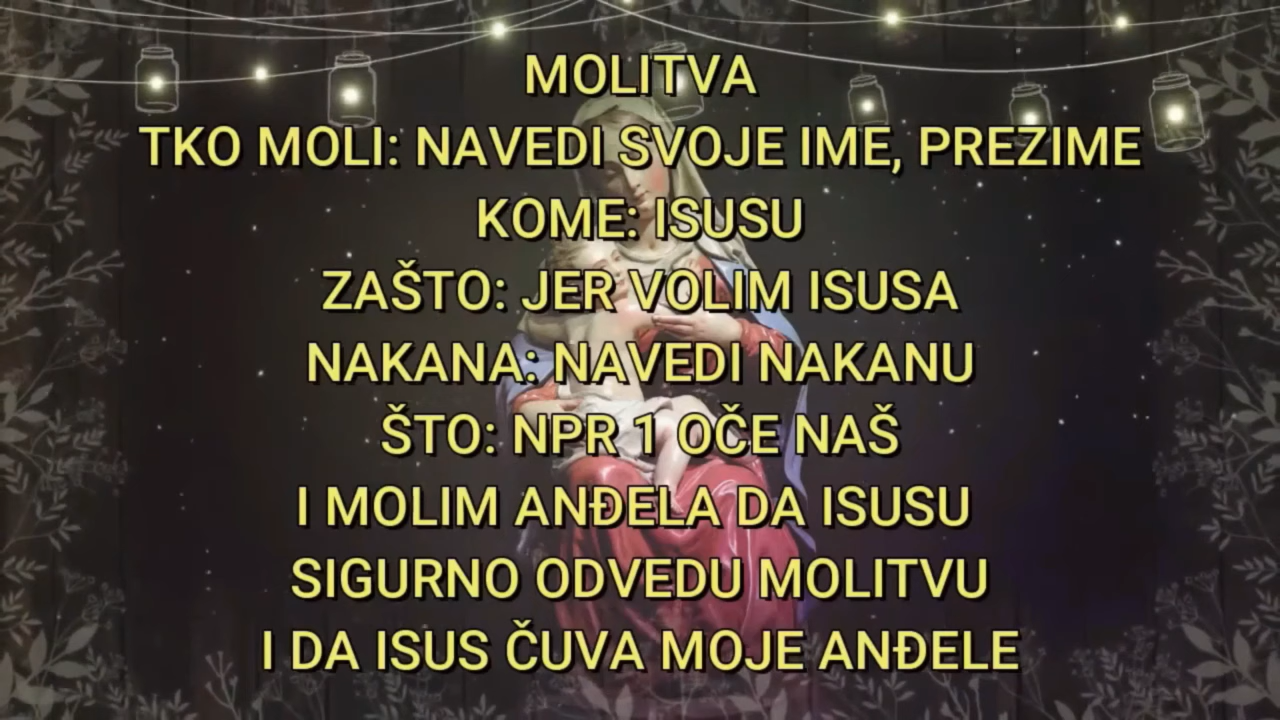 MOLITVA
TKO MOLI: NAVEDI SVOJE IME, PREZIME
KOME: ISUSU
ZAŠTO: JER VOLIM ISUSA
NAKANA: NAVEDI NAKANU
ŠTO: NPR 1 OČE NAŠ
I MOLIM ANĐELA DA ISUSU
SIGURNO ODVEDU MOLITVU
I DA ISUS ČUVA MOJE ANĐELE